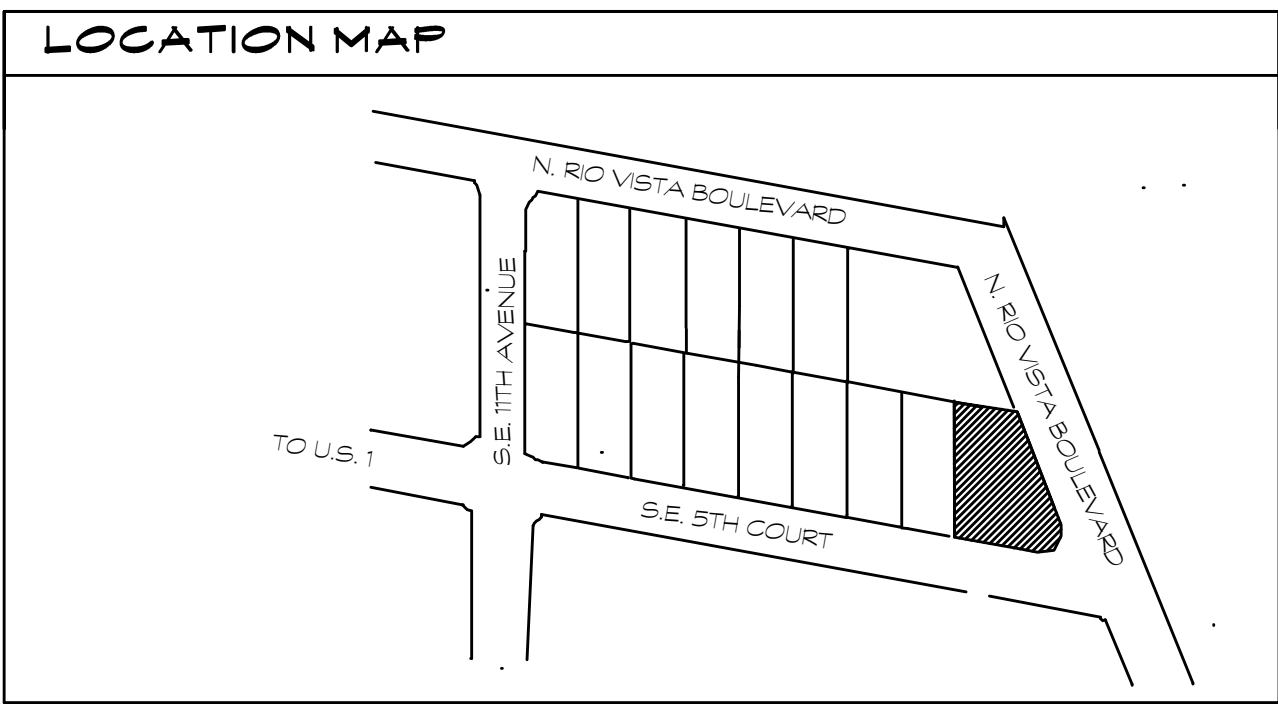 LOCATION MAP
N. RIO VISTA BOULEVARD
N. RIO VISTA BOULEVARD
S.E. 11TH AVENUE
TO U.S. 1
S.E. 5TH COURT